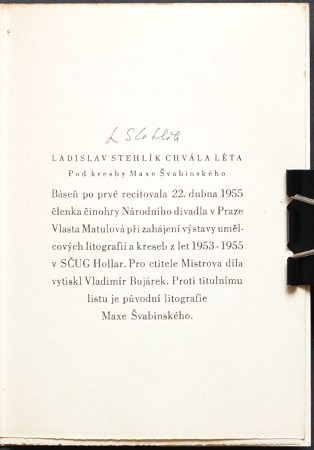 L Stehlík
LADISLAV STEHLÍK CHVÁLA LÉTA
Pod kresby Maxe Švabinského
Báseň po prvé recitovala 22. dubna 1955
členka činohry Národního divadla v Praze
Vlasta Matulová při zahájení výstavy uměl-
cových litografií a kreseb z let 1953-1955
v SČUG Hollar. Pro ctitele Mistrova díla
vytiskl Vladimír Bujárek. Proti titulnímu
listu je původní litografie
Maxe Švabinského.